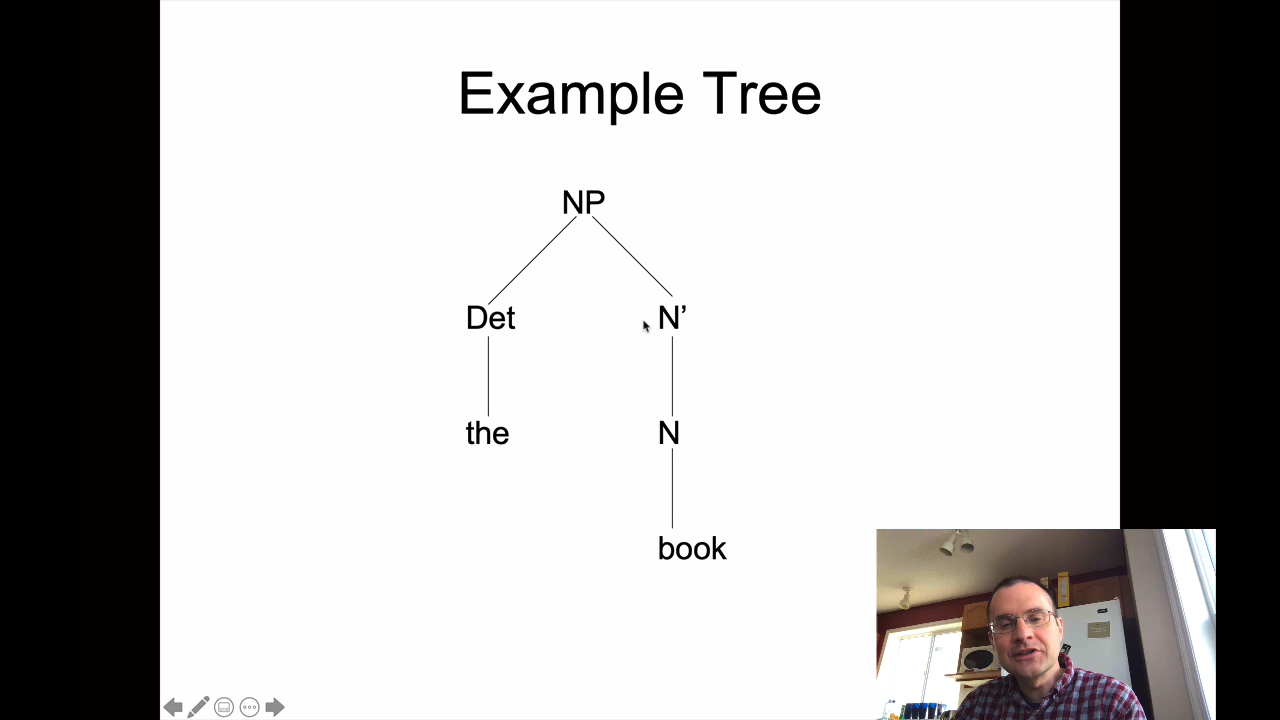 Example Tree
NP
Det N’
the N
book